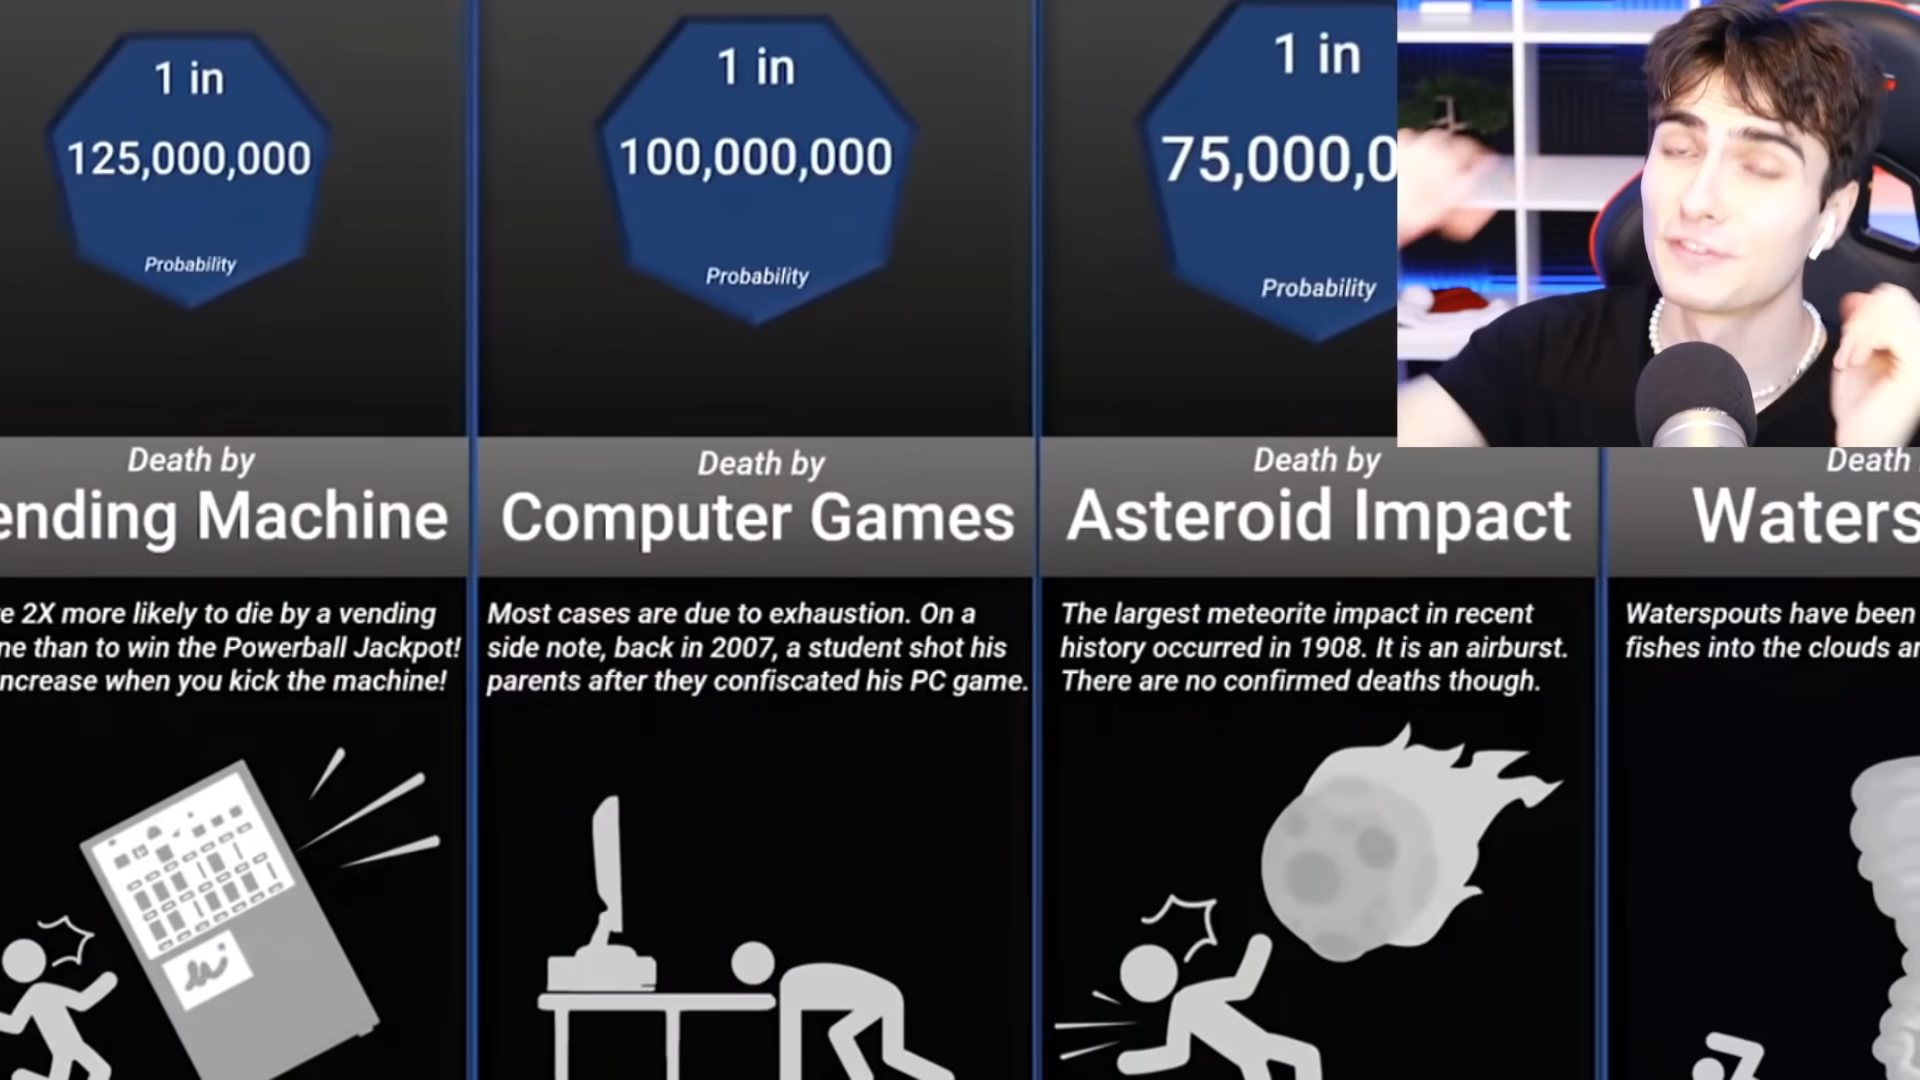 1 in
125,000,000
Probability
Death by
ending Machine
e 2X more likely to die by a vending
ne than to win the Powerball Jackpot!
ncrease when you kick the machine!
1 in
100,000,000
Probability
Death by
Computer Games
Most cases are due to exhaustion. On a
side note, back in 2007, a student shot his
parents after they confiscated his PC game.
1 in
75,000,0
Probability
Death by
Asteroid Impact
The largest meteorite impact in recent
history occurred in 1908. It is an airburst.
There are no confirmed deaths though.
Death
Waters
Waterspouts have been
fishes into the clouds ar